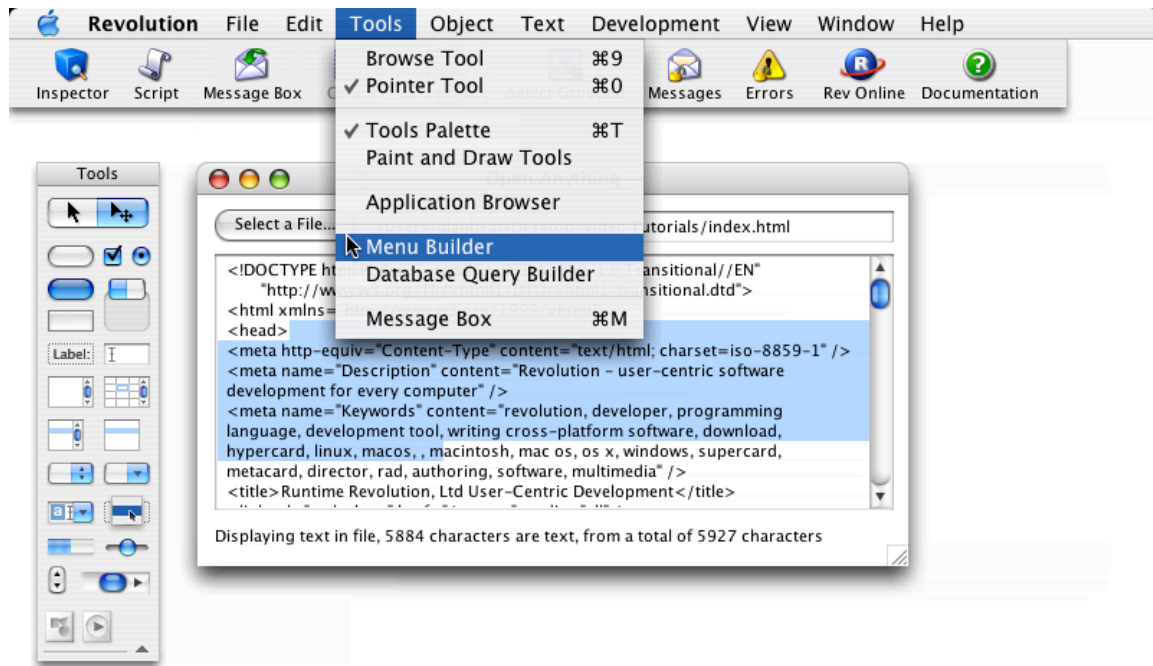 Revolution File Edit Tools Object Text Development View Window Help
Inspector Script Message Box Messages Errors Rev Online Documentation
Browse Tool ⌘9
✓ Pointer Tool ⌘0
✓ Tools Palette ⌘T
Paint and Draw Tools
Application Browser
Menu Builder
Database Query Builder
Message Box ⌘M
Tools
Label:
Open Anything
Select a File...
Tutorials/index.html
<!DOCTYPE
Transitional//EN"
transitional.dtd">
<html xmlns=
<head>
<meta http-equiv="Content-Type" content="text/html; charset=iso-8859-1" />
<meta name="Description" content="Revolution – user-centric software
development for every computer" />
<meta name="Keywords" content="revolution, developer, programming
language, development tool, writing cross-platform software, download,
hypercard, linux, macos, , macintosh, mac os, os x, windows, supercard,
metacard, director, rad, authoring, software, multimedia" />
<title>Runtime Revolution, Ltd User-Centric Development</title>
Displaying text in file, 5884 characters are text, from a total of 5927 characters